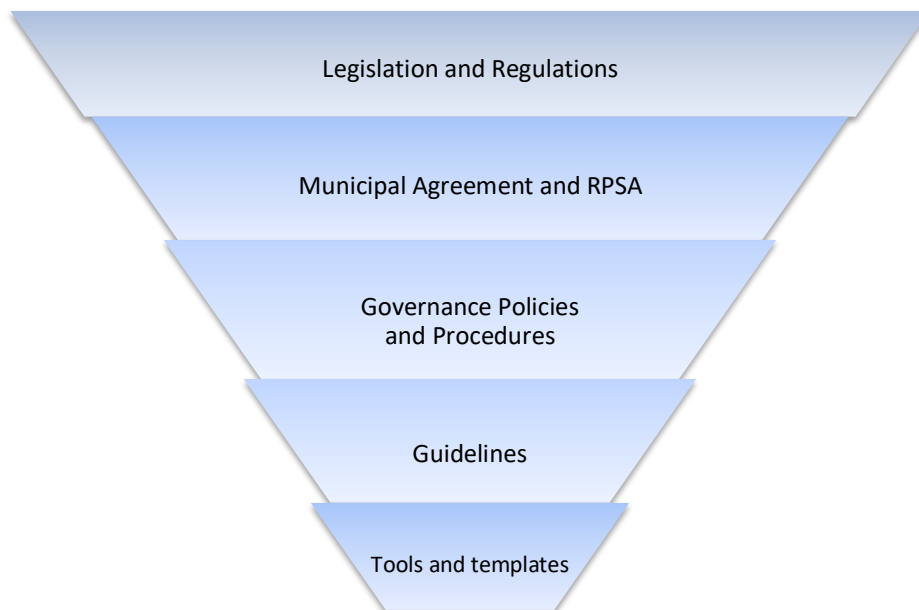 Legislation and Regulations
Municipal Agreement and RPSA
Governance Policies
and Procedures
Guidelines
Tools and templates